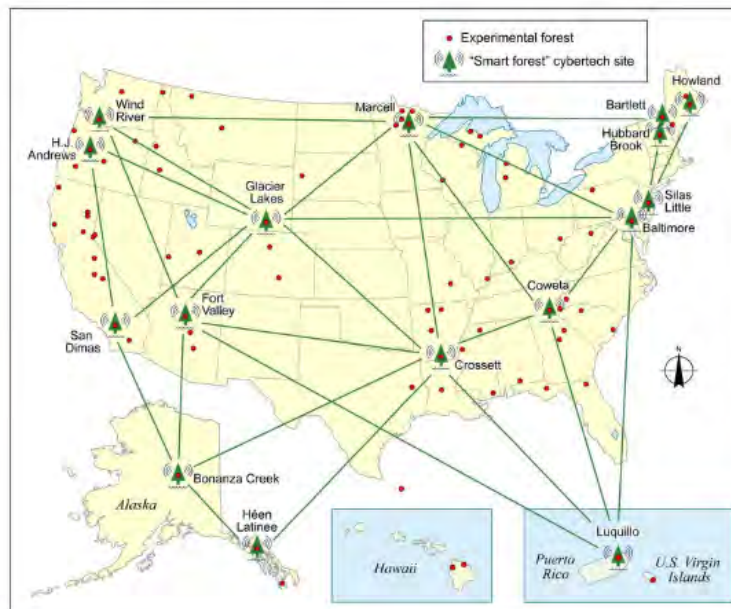 Experimental forest
“Smart forest” cybertech site
Howland
Wind
River
Marcell
Bartlett
H.J.
Andrews
Hubbard
Brook
Glacier
Lakes
Silas
Little
Baltimore
Coweta
Fort
Valley
San
Dimas
Crossett
N
Bonanza Creek
Alaska
Héen
Latinee
Luquillo
Hawaii
Puerto
Rico
U.S. Virgin
Islands